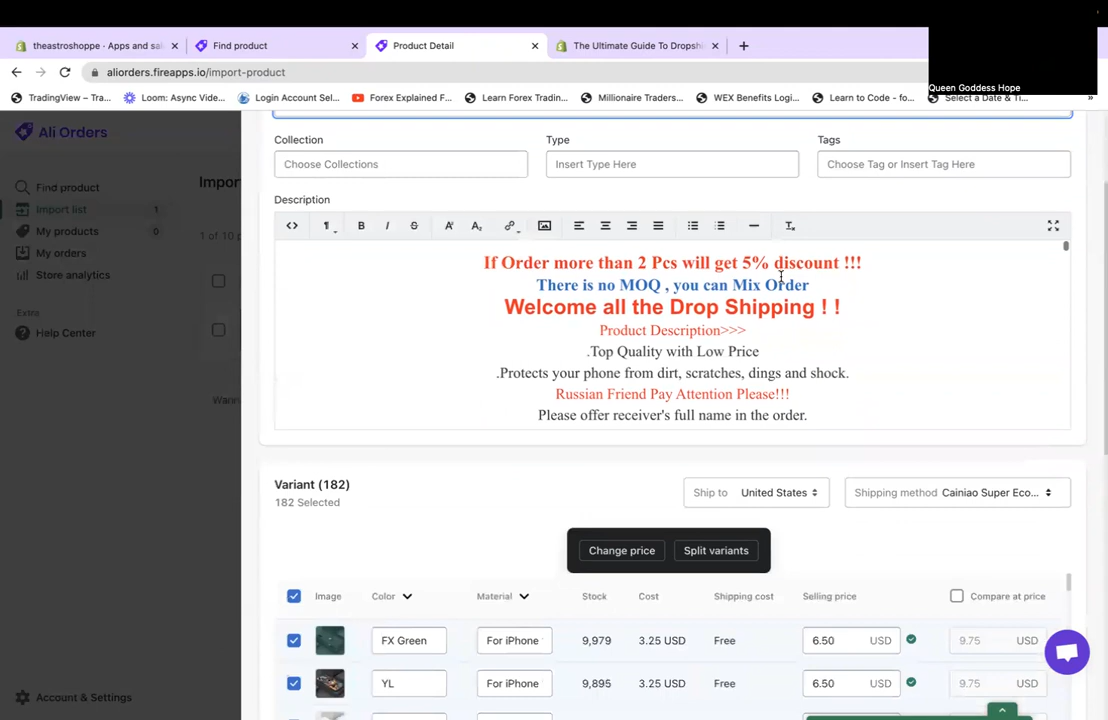 theastroshoppe · Apps and sal
Find product
Product Detail
The Ultimate Guide To Dropshi
aliorders.fireapps.io/import-product
Queen Goddess Hope
TradingView – Tra...
Loom: Async Vide...
Login Account Sel...
Forex Explained F...
Learn Forex Tradin...
Millionaire Traders...
WEX Benefits Logi...
Learn to Code - fo...
Select a Date & Ti...
Ali Orders
Find product
Import list 1
My products 0
My orders
Store analytics
Extra
Help Center
Account & Settings
Import
1 of 10 p
Wann
Collection
Type
Tags
Choose Collections
Insert Type Here
Choose Tag or Insert Tag Here
Description
If Order more than 2 Pcs will get 5% discount !!!
There is no MOQ , you can Mix Order
Welcome all the Drop Shipping ! !
Product Description>>>
.Top Quality with Low Price
.Protects your phone from dirt, scratches, dings and shock.
Russian Friend Pay Attention Please!!!
Please offer receiver's full name in the order.
Variant (182)
182 Selected
Ship to United States
Shipping method Cainiao Super Eco...
Change price
Split variants
Image Color Material Stock Cost Shipping cost Selling price Compare at price
FX Green For iPhone 9,979 3.25 USD Free 6.50 USD 9.75 USD
YL For iPhone 9,895 3.25 USD Free 6.50 USD 9.75 USD